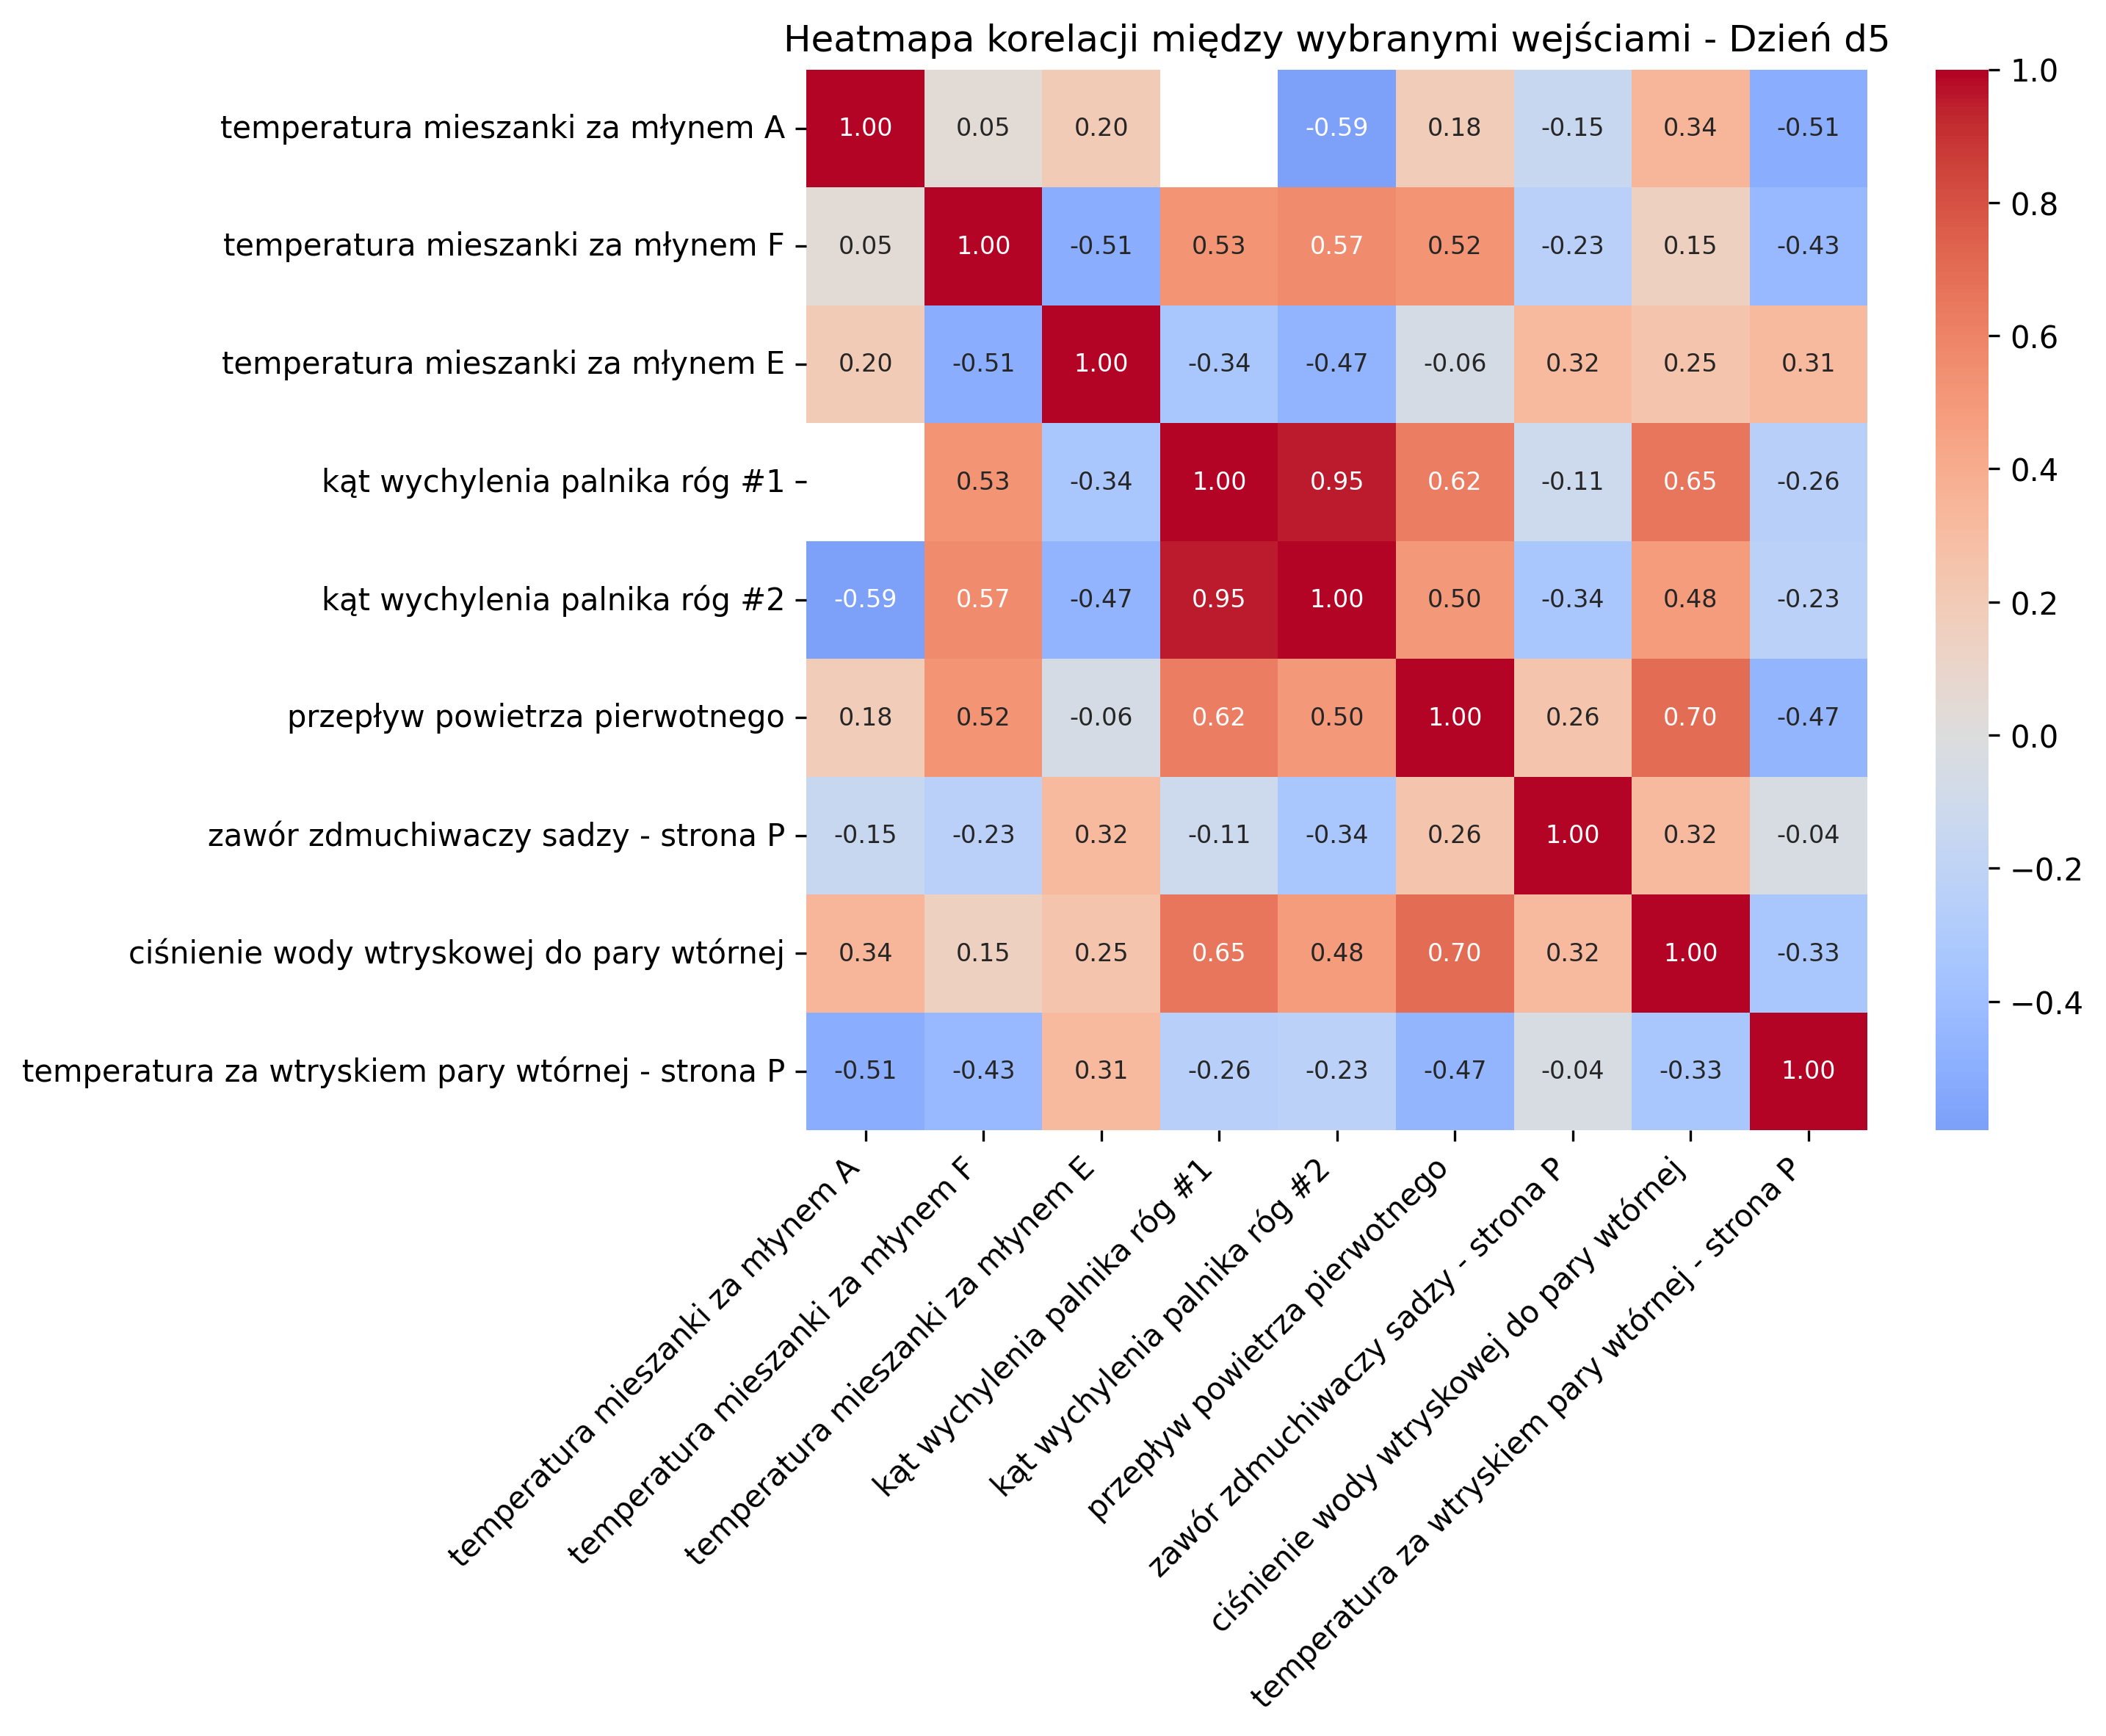 Heatmapa korelacji między wybranymi wejściami - Dzień d5
temperatura mieszanki za młynem A 1.00 0.05 0.20 -0.59 0.18 -0.15 0.34 -0.51
temperatura mieszanki za młynem F 0.05 1.00 -0.51 0.53 0.57 0.52 -0.23 0.15 -0.43
temperatura mieszanki za młynem E 0.20 -0.51 1.00 -0.34 -0.47 -0.06 0.32 0.25 0.31
kąt wychylenia palnika róg #1 0.53 -0.34 1.00 0.95 0.62 -0.11 0.65 -0.26
kąt wychylenia palnika róg #2 -0.59 0.57 -0.47 0.95 1.00 0.50 -0.34 0.48 -0.23
przepływ powietrza pierwotnego 0.18 0.52 -0.06 0.62 0.50 1.00 0.26 0.70 -0.47
zawór zdmuchiwaczy sadzy - strona P -0.15 -0.23 0.32 -0.11 -0.34 0.26 1.00 0.32 -0.04
ciśnienie wody wtryskowej do pary wtórnej 0.34 0.15 0.25 0.65 0.48 0.70 0.32 1.00 -0.33
temperatura za wtryskiem pary wtórnej - strona P -0.51 -0.43 0.31 -0.26 -0.23 -0.47 -0.04 -0.33 1.00
temperatura mieszanki za młynem A
temperatura mieszanki za młynem F
temperatura mieszanki za młynem E
kąt wychylenia palnika róg #1
kąt wychylenia palnika róg #2
przepływ powietrza pierwotnego
zawór zdmuchiwaczy sadzy - strona P
ciśnienie wody wtryskowej do pary wtórnej
temperatura za wtryskiem pary wtórnej - strona P
1.0
0.8
0.6
0.4
0.2
0.0
−0.2
−0.4